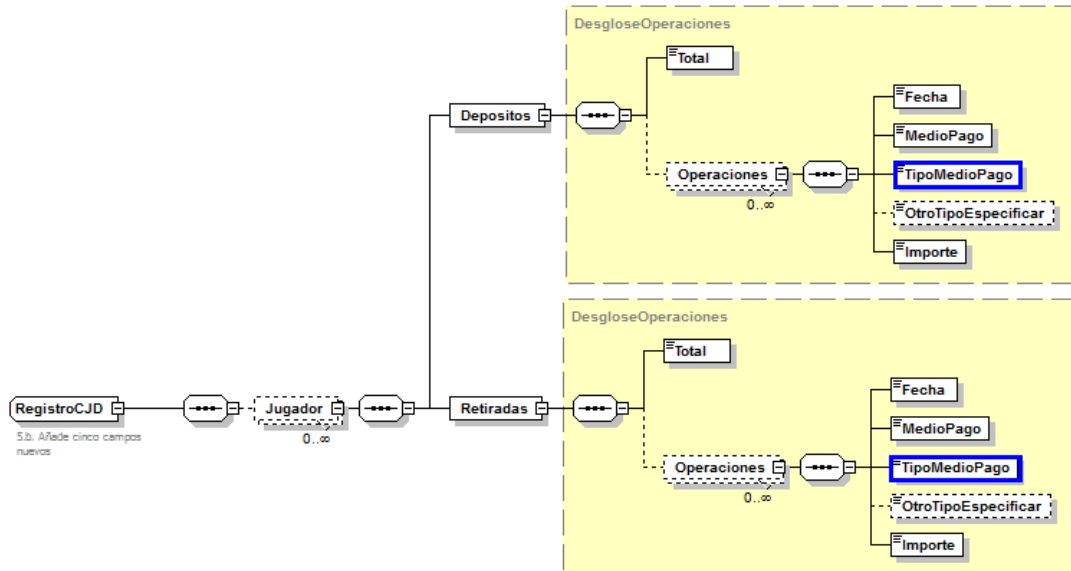 DesgloseOperaciones
Total
Depositos
Operaciones
0..∞
Fecha
MedioPago
TipoMedioPago
OtroTipoEspecificar
Importe
DesgloseOperaciones
Total
RegistroCJD
5.b. Añade cinco campos
nuevos
Jugador
0..∞
Retiradas
Operaciones
0..∞
Fecha
MedioPago
TipoMedioPago
OtroTipoEspecificar
Importe